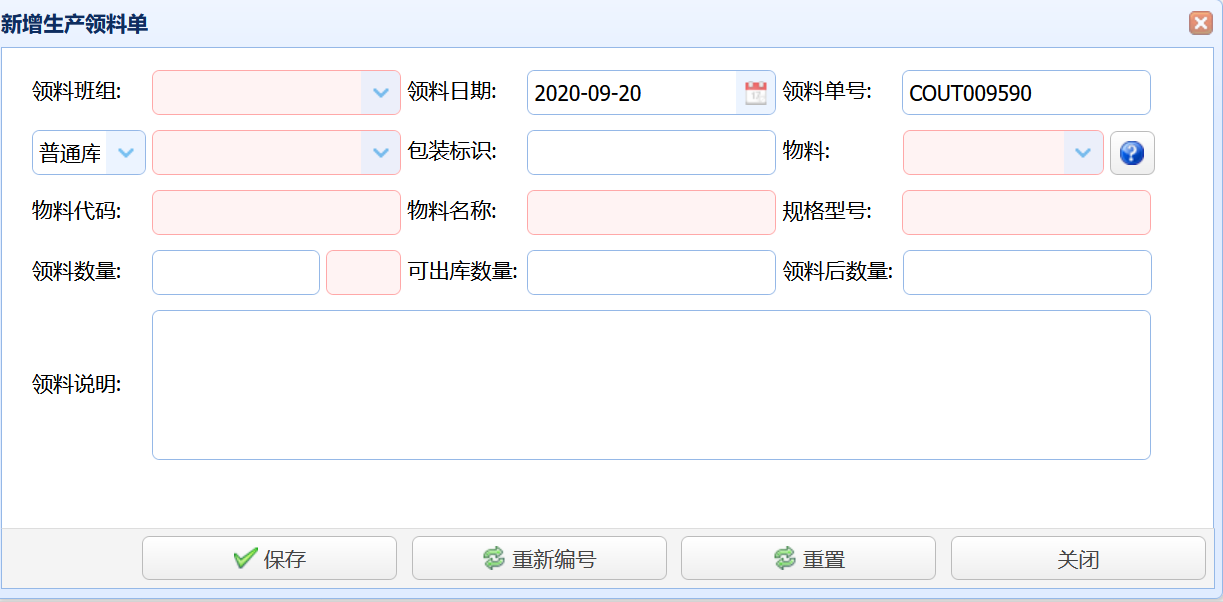 新增生产领料单
领料班组: 领料日期: 2020-09-20 领料单号: COUT009590
普通库 包装标识: 物料:
物料代码: 物料名称: 规格型号:
领料数量: 可出库数量: 领料后数量:
领料说明:
保存 重新编号 重置 关闭